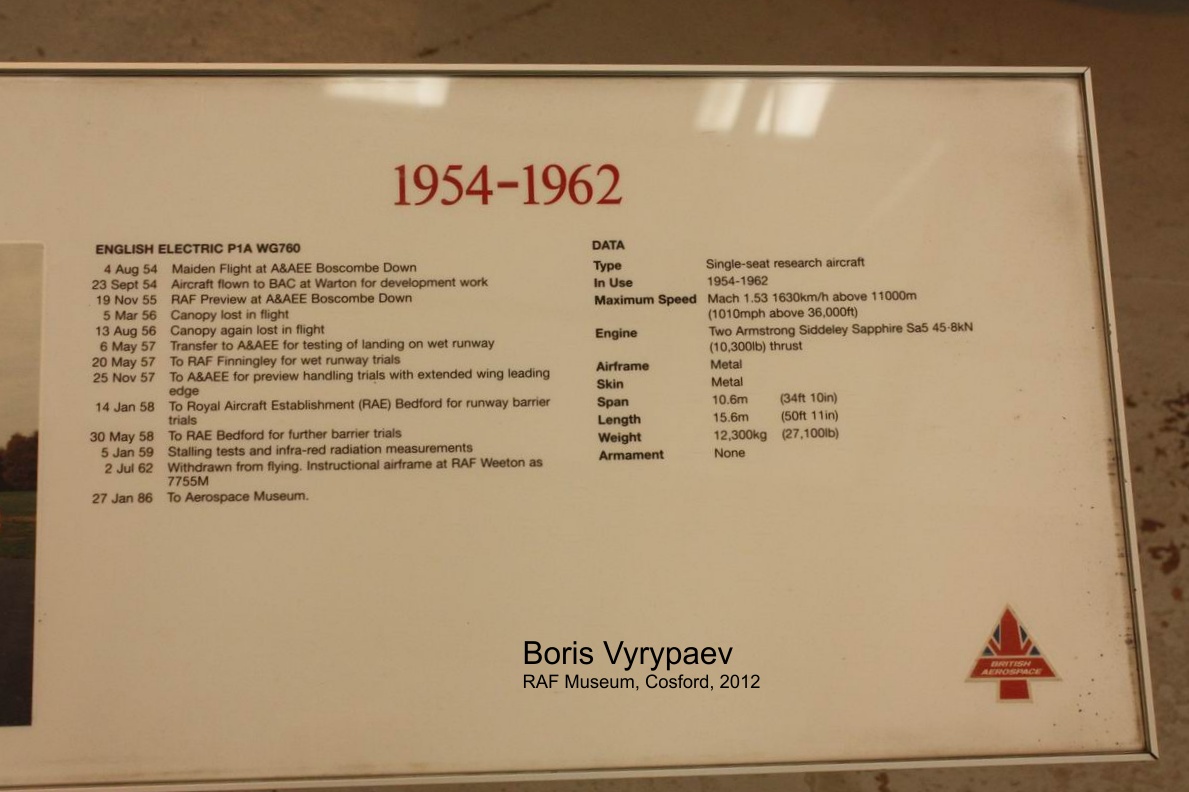 1954-1962
ENGLISH ELECTRIC P1A WG760
4 Aug 54 Maiden Flight at A&AEE Boscombe Down
23 Sept 54 Aircraft flown to BAC at Warton for development work
19 Nov 55 RAF Preview at A&AEE Boscombe Down
5 Mar 56 Canopy lost in flight
13 Aug 56 Canopy again lost in flight
6 May 57 Transfer to A&AEE for testing of landing on wet runway
20 May 57 To RAF Finningley for wet runway trials
25 Nov 57 To A&AEE for preview handling trials with extended wing leading
edge
14 Jan 58 To Royal Aircraft Establishment (RAE) Bedford for runway barrier
trials
30 May 58 To RAE Bedford for further barrier trials
5 Jan 59 Stalling tests and infra-red radiation measurements
2 Jul 62 Withdrawn from flying. Instructional airframe at RAF Weeton as
7755M
27 Jan 86 To Aerospace Museum.
DATA
Type Single-seat research aircraft
In Use 1954-1962
Maximum Speed Mach 1.53 1630km/h above 11000m
(1010mph above 36,000ft)
Engine Two Armstrong Siddeley Sapphire Sa5 45·8kN
(10,300lb) thrust
Airframe Metal
Skin Metal
Span 10.6m (34ft 10in)
Length 15.6m (50ft 11in)
Weight 12,300kg (27,100lb)
Armament None
Boris Vyrypaev
RAF Museum, Cosford, 2012
BRITISH
AEROSPACE